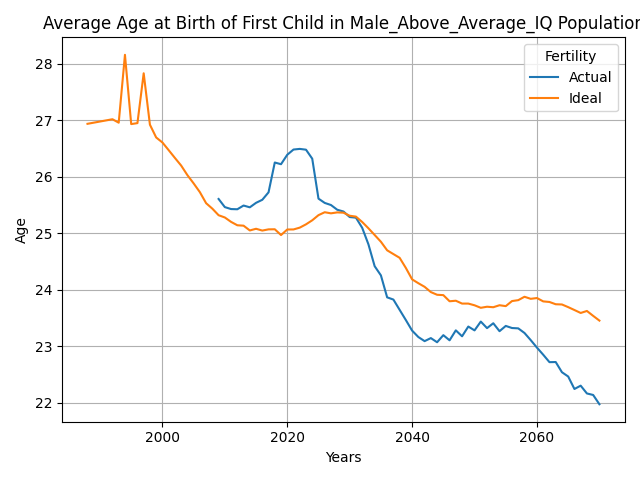 Average Age at Birth of First Child in Male_Above_Average_IQ Population
Fertility
Actual
Ideal
28
27
26
25
24
23
22
Age
2000
2020
2040
2060
Years